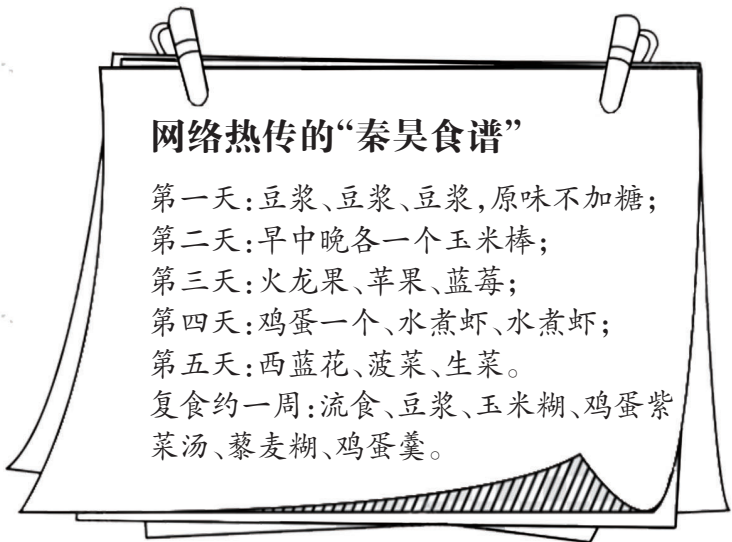 网络热传的“秦昊食谱”
第一天:豆浆、豆浆、豆浆,原味不加糖;
第二天:早中晚各一个玉米棒;
第三天:火龙果、苹果、蓝莓;
第四天:鸡蛋一个、水煮虾、水煮虾;
第五天:西蓝花、菠菜、生菜。
复食约一周:流食、豆浆、玉米糊、鸡蛋紫
菜汤、藜麦糊、鸡蛋羹。